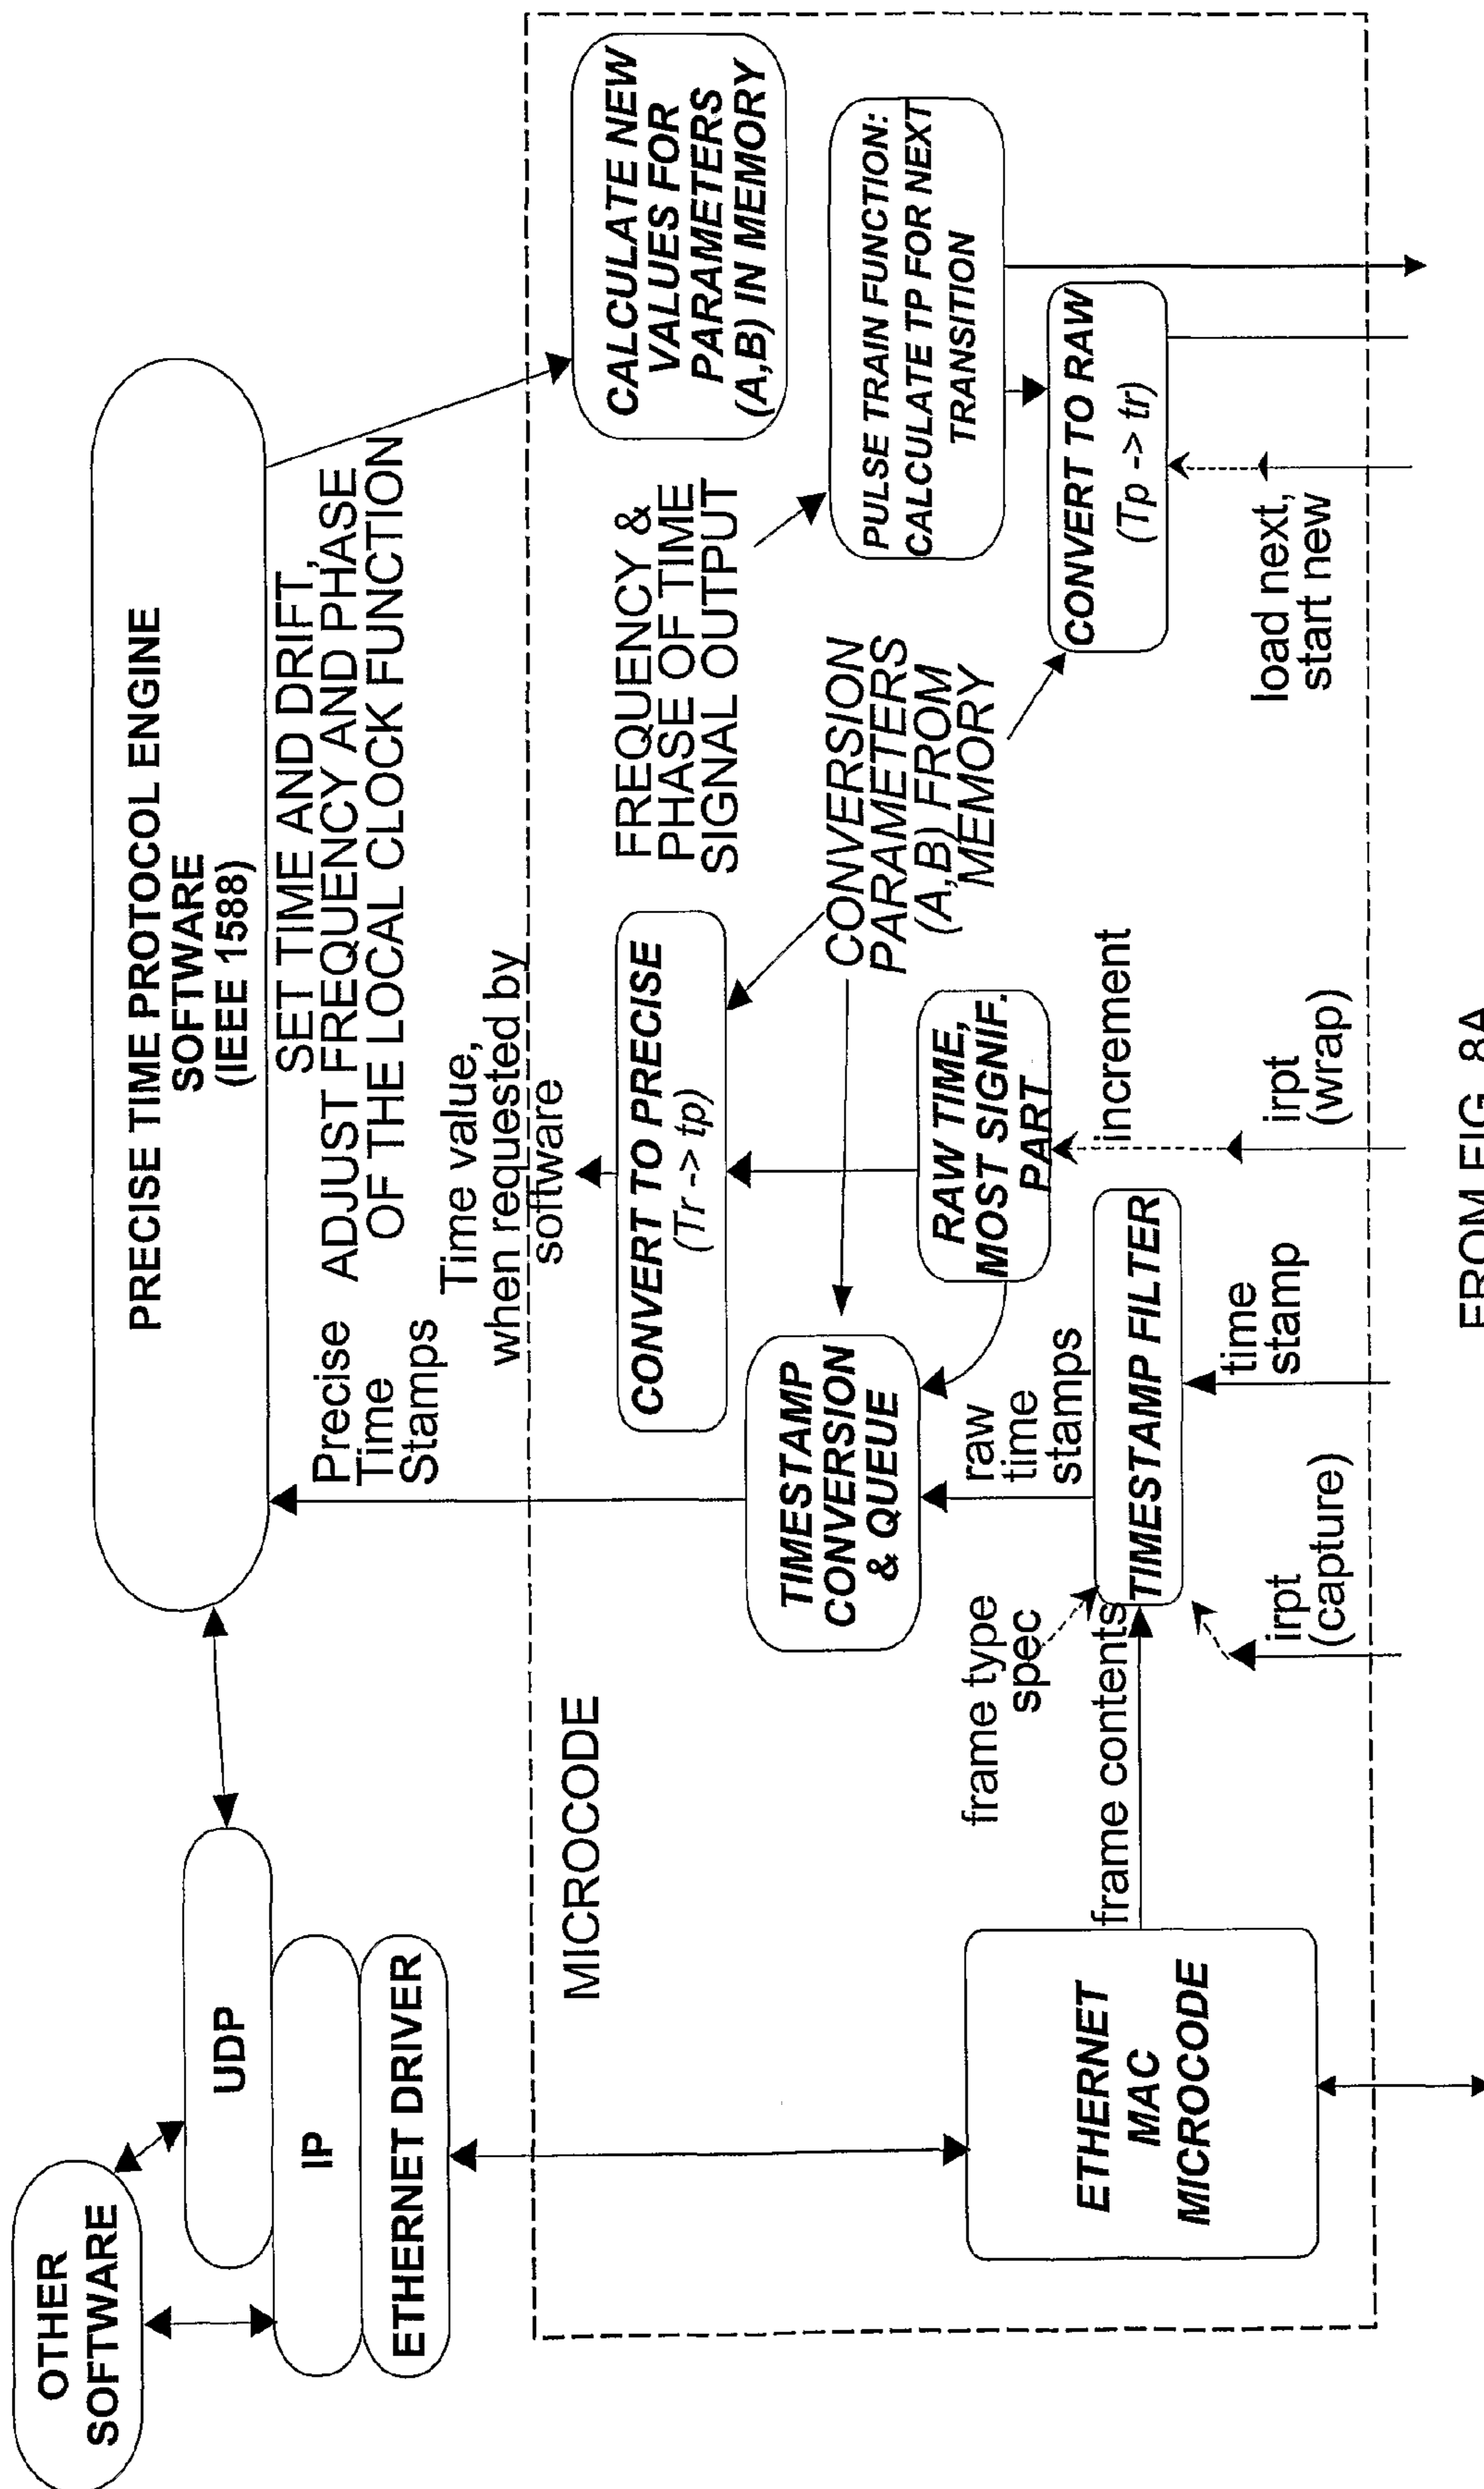 OTHER
SOFTWARE
UDP
IP
ETHERNET DRIVER
PRECISE TIME PROTOCOL ENGINE
SOFTWARE
(IEEE 1588)
Precise
Time
Stamps
SET TIME AND DRIFT,
ADJUST FREQUENCY AND PHASE
OF THE LOCAL CLOCK FUNCTION
Time value,
when requested by
software
MICROCODE
CALCULATE NEW
VALUES FOR
PARAMETERS
(A,B) IN MEMORY
FREQUENCY &
PHASE OF TIME
SIGNAL OUTPUT
CONVERT TO PRECISE
(Tr -> tp)
TIMESTAMP
CONVERSION
& QUEUE
CONVERSION
PARAMETERS
(A,B) FROM
MEMORY
PULSE TRAIN FUNCTION:
CALCULATE TP FOR NEXT
TRANSITION
RAW TIME,
MOST SIGNIF.
PART
CONVERT TO RAW
(Tp -> tr)
raw
time
stamps
frame type
spec
frame contents
ETHERNET
MAC
MICROCODE
TIMESTAMP FILTER
increment
load next,
start new
time
stamp
irpt
(capture)
irpt
(wrap)
FROM FIG. 8A